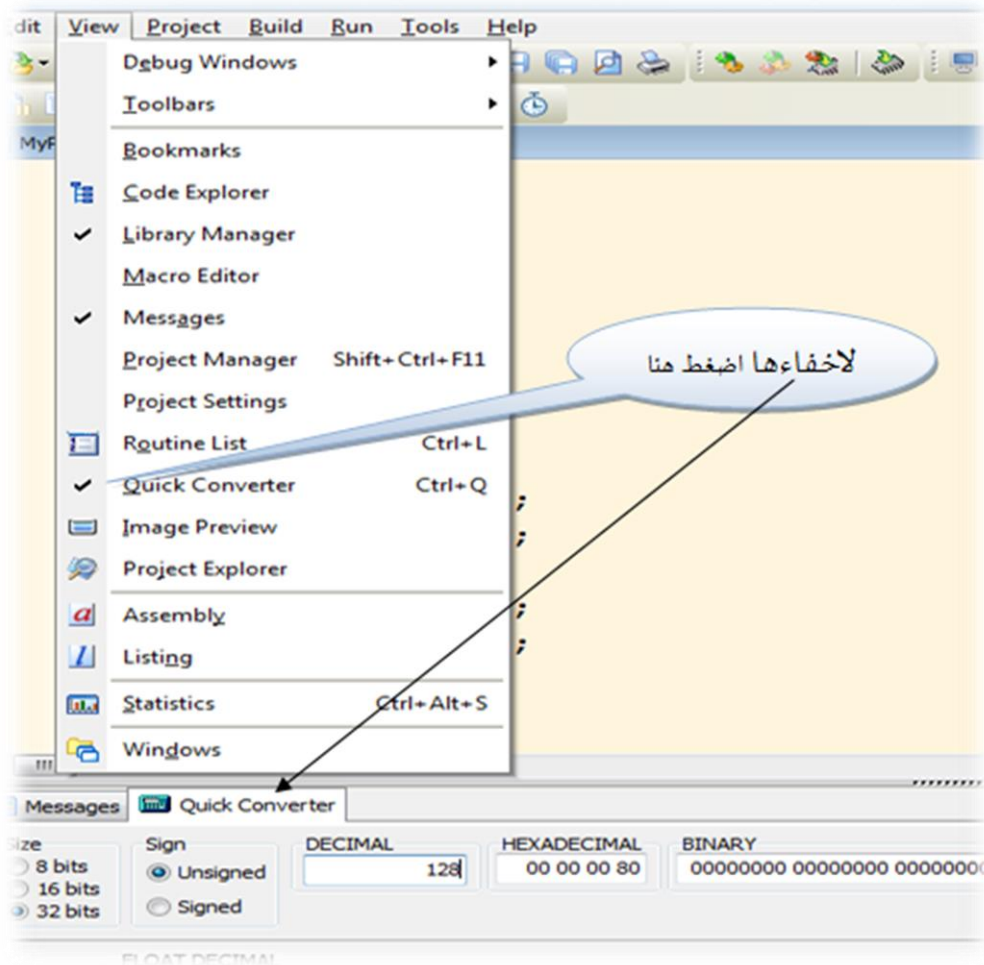 dit View Project Build Run Tools Help
Debug Windows
Toolbars
MyP
Bookmarks
Code Explorer
Library Manager
Macro Editor
Messages
Project Manager Shift+Ctrl+F11
Project Settings
Routine List Ctrl+L
Quick Converter Ctrl+Q
Image Preview
Project Explorer
Assembly
Listing
Statistics Ctrl+Alt+S
Windows
لاخفاءها اضغط هنا
;
;
;
;
Messages Quick Converter
Size Sign DECIMAL HEXADECIMAL BINARY
8 bits Unsigned 128 00 00 00 80 00000000 00000000 0000000
16 bits
32 bits Signed
FLOAT DECIMAL